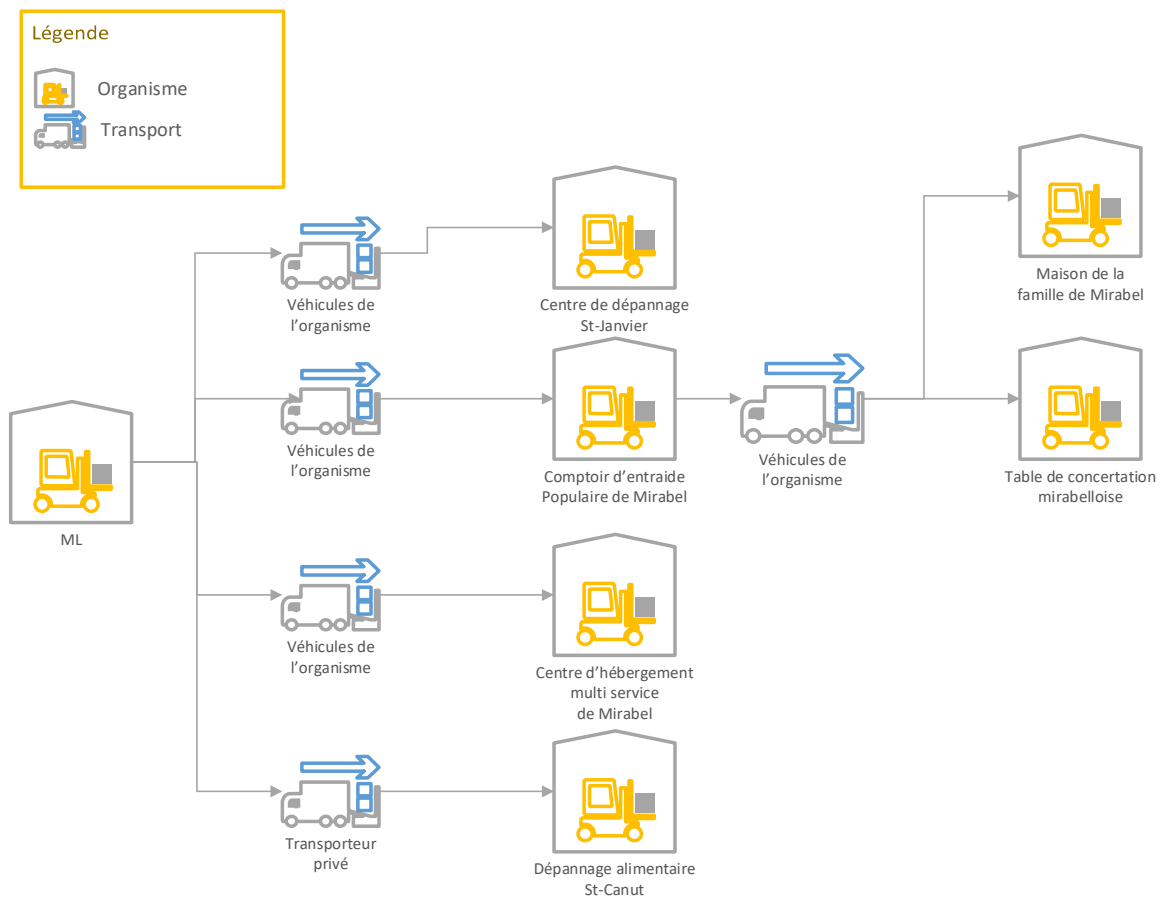 Légende
Organisme
Transport
Véhicules de
l’organisme
Centre de dépannage
St-Janvier
Maison de la
famille de Mirabel
Véhicules de
l’organisme
Comptoir d’entraide
Populaire de Mirabel
Véhicules de
l’organisme
Table de concertation
mirabelloise
ML
Véhicules de
l’organisme
Centre d’hébergement
multi service
de Mirabel
Transporteur
privé
Dépannage alimentaire
St-Canut